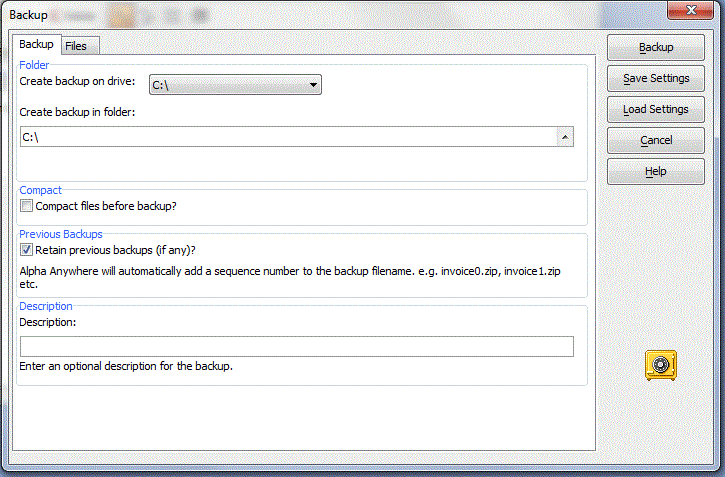 Backup
Backup Files
Folder
Create backup on drive: C:\
Create backup in folder:
C:\
Compact
Compact files before backup?
Previous Backups
Retain previous backups (if any)?
Alpha Anywhere will automatically add a sequence number to the backup filename. e.g. invoice0.zip, invoice1.zip
etc.
Description
Description:
Enter an optional description for the backup.
Backup
Save Settings
Load Settings
Cancel
Help